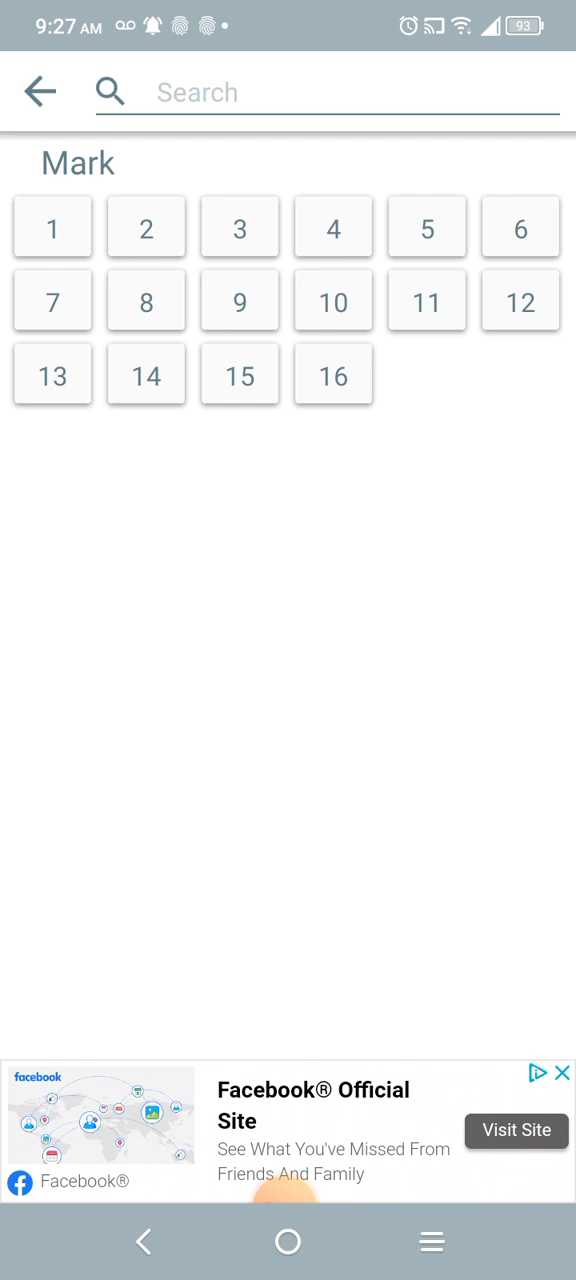 9:27 AM
93
Search
Mark
1 2 3 4 5 6
7 8 9 10 11 12
13 14 15 16
facebook
Facebook® Official
Site
See What You've Missed From
Friends And Family
Visit Site
Facebook®